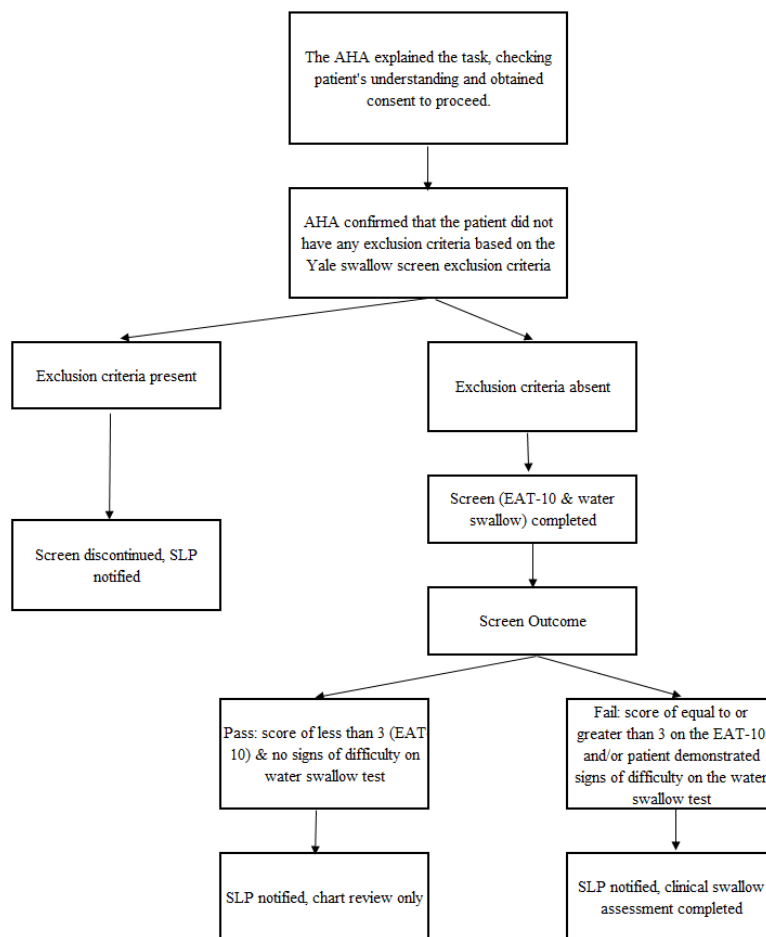 The AHA explained the task, checking
patient's understanding and obtained
consent to proceed.
AHA confirmed that the patient did not
have any exclusion criteria based on the
Yale swallow screen exclusion criteria
Exclusion criteria present
Exclusion criteria absent
Screen (EAT-10 & water
swallow) completed
Screen discontinued, SLP
notified
Screen Outcome
Pass: score of less than 3 (EAT-
10) & no signs of difficulty on
water swallow test
Fail: score of equal to or
greater than 3 on the EAT-10
and/or patient demonstrated
signs of difficulty on the water
swallow test
SLP notified, chart review only
SLP notified, clinical swallow
assessment completed